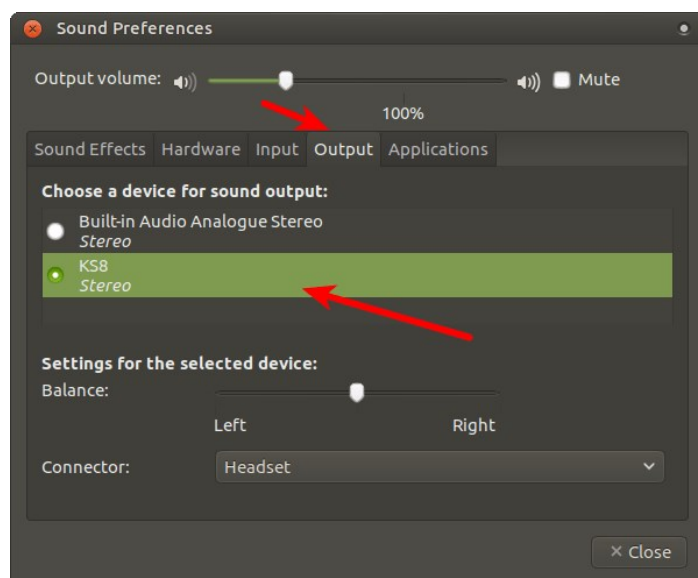 Sound Preferences
Output volume: Mute
100%
Sound Effects Hardware Input Output Applications
Choose a device for sound output:
Built-in Audio Analogue Stereo
Stereo
KS8
Stereo
Settings for the selected device:
Balance:
Left Right
Connector: Headset
Close